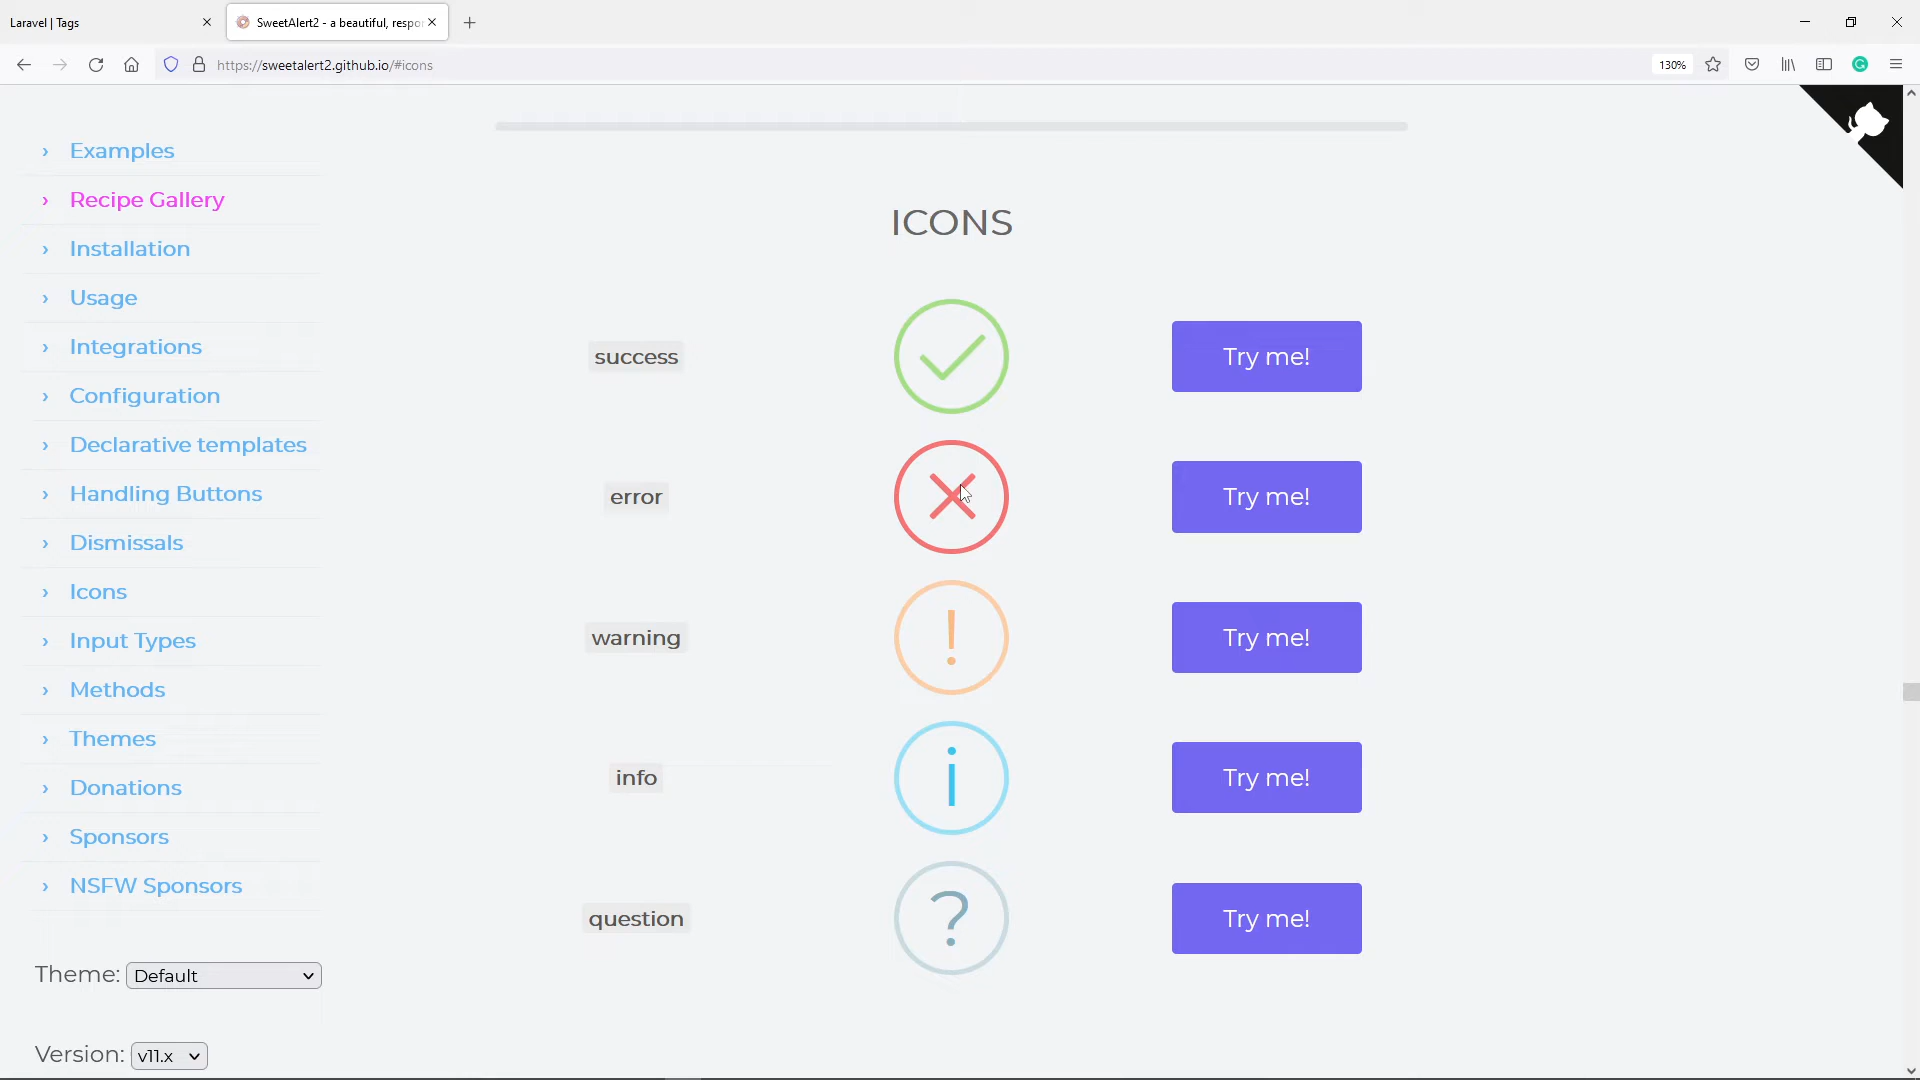 Laravel | Tags
SweetAlert2 - a beautiful, respo
https://sweetalert2.github.io/#icons
130%
› Examples
› Recipe Gallery
› Installation
› Usage
› Integrations
› Configuration
› Declarative templates
› Handling Buttons
› Dismissals
› Icons
› Input Types
› Methods
› Themes
› Donations
› Sponsors
› NSFW Sponsors
Theme: Default
Version: v11.x
ICONS
success Try me!
error Try me!
warning ! Try me!
info i Try me!
question ? Try me!